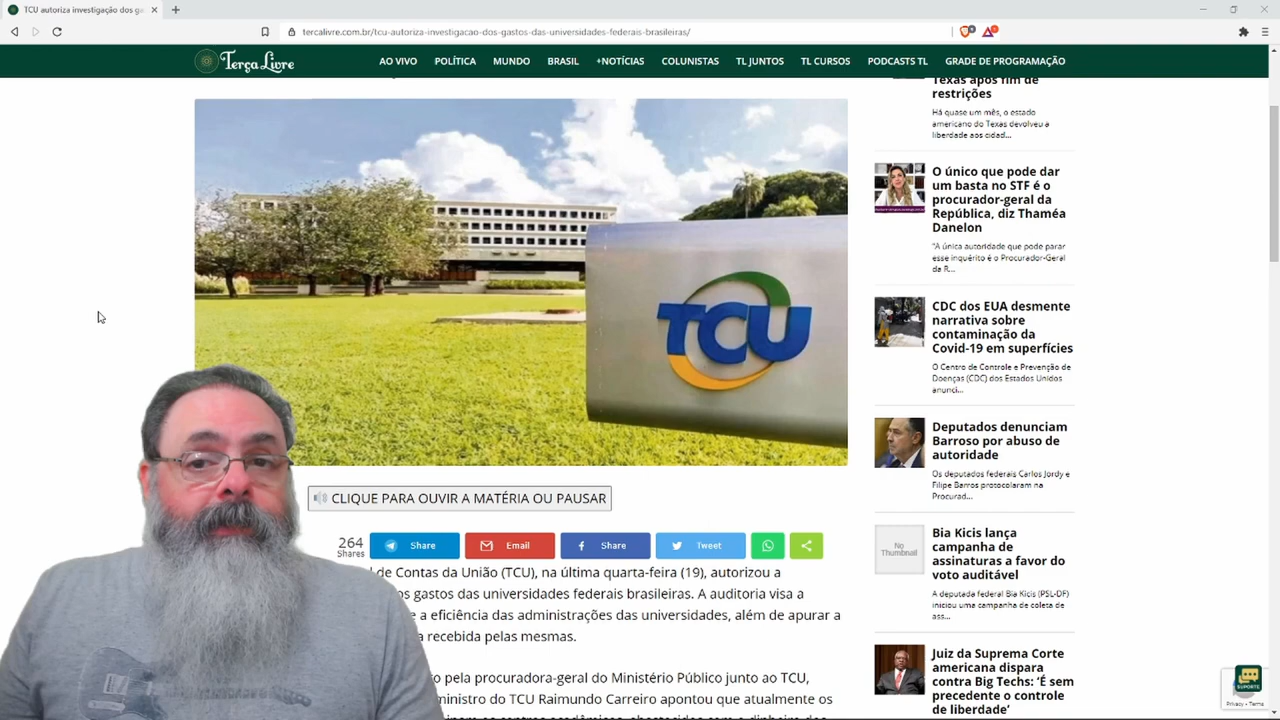 TCU autoriza investigação dos ga
tercalivre.com.br/tcu-autoriza-investigacao-dos-gastos-das-universidades-federais-brasileiras/
Terça Livre
AO VIVO POLÍTICA MUNDO BRASIL +NOTÍCIAS COLUNISTAS TL JUNTOS TL CURSOS PODCASTS TL GRADE DE PROGRAMAÇÃO
TCU
CLIQUE PARA OUVIR A MATÉRIA OU PAUSAR
264
Shares
Share
Email
Share
Tweet
de Contas da União (TCU), na última quarta-feira (19), autorizou a
os gastos das universidades federais brasileiras. A auditoria visa a
e a eficiência das administrações das universidades, além de apurar a
a recebida pelas mesmas.
o pela procuradora-geral do Ministério Público junto ao TCU,
ministro do TCU Raimundo Carreiro apontou que atualmente os
Texas após fim de
restrições
Há quase um mês, o estado
americano do Texas devolveu a
liberdade aos cidad...
O único que pode dar
um basta no STF é o
procurador-geral da
República, diz Thaméa
Danelon
"A única autoridade que pode parar
esse inquérito é o Procurador-Geral
da R...
CDC dos EUA desmente
narrativa sobre
contaminação da
Covid-19 em superfícies
O Centro de Controle e Prevenção de
Doenças (CDC) dos Estados Unidos
anunci...
Deputados denunciam
Barroso por abuso de
autoridade
Os deputados federais Carlos Jordy e
Filipe Barros protocolaram na
Procurad...
Bia Kicis lança
campanha de
assinaturas a favor do
voto auditável
No
Thumbnail
A deputada federal Bia Kicis (PSL-DF)
iniciou uma campanha de coleta de
ass...
Juiz da Suprema Corte
americana dispara
contra Big Techs: 'É sem
precedente o controle
de liberdade'
SUPORTE
Privacy - Terms